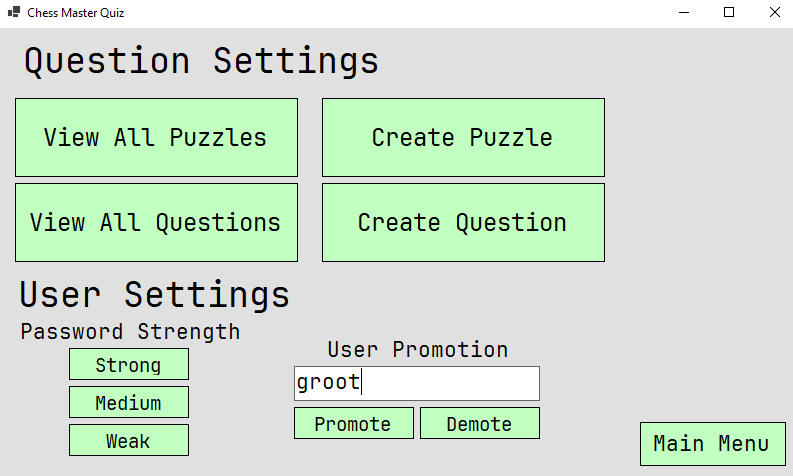 Chess Master Quiz
Question Settings
View All Puzzles
Create Puzzle
View All Questions
Create Question
User Settings
Password Strength
Strong
Medium
Weak
User Promotion
groot
Promote
Demote
Main Menu